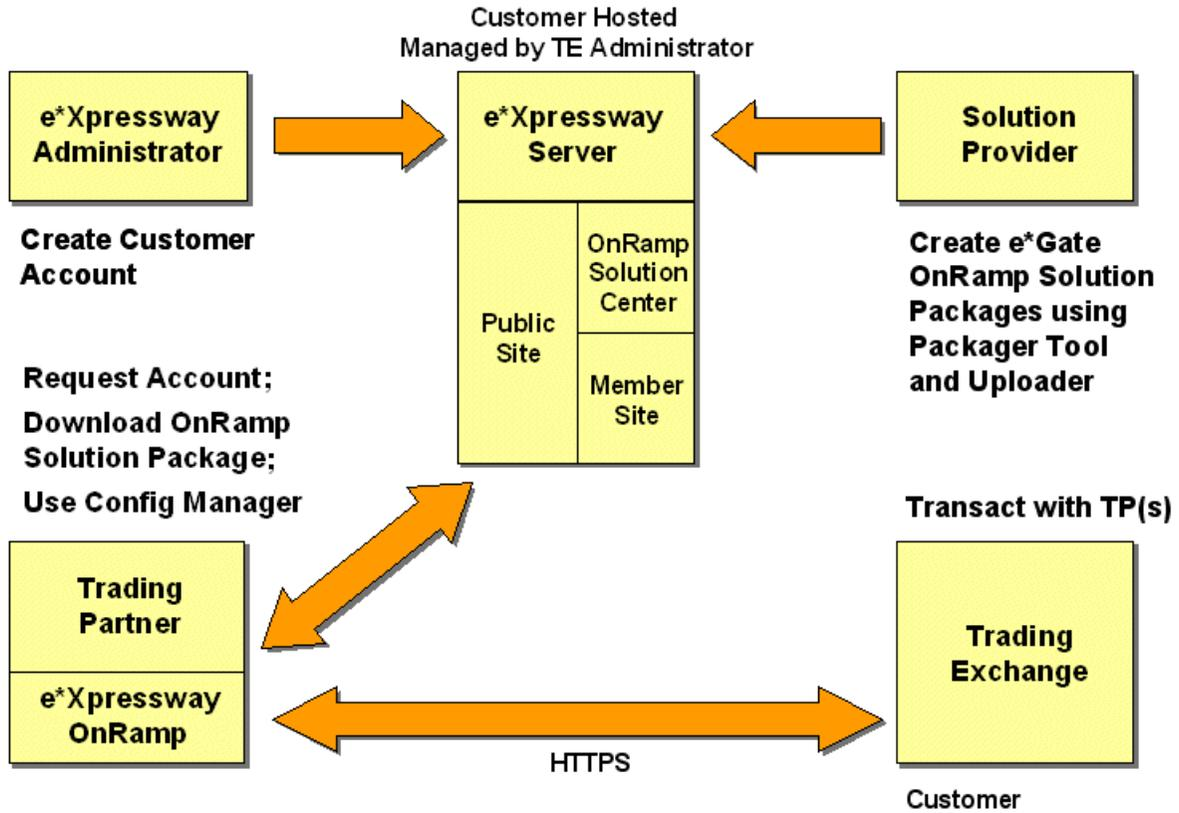 Customer Hosted
Managed by TE Administrator
e*Xpressway
Administrator
Create Customer
Account
e*Xpressway
Server
Public
Site
OnRamp
Solution
Center
Member
Site
Solution
Provider
Create e*Gate
OnRamp Solution
Packages using
Packager Tool
and Uploader
Request Account;
Download OnRamp
Solution Package;
Use Config Manager
Trading
Partner
e*Xpressway
OnRamp
HTTPS
Transact with TP(s)
Trading
Exchange
Customer